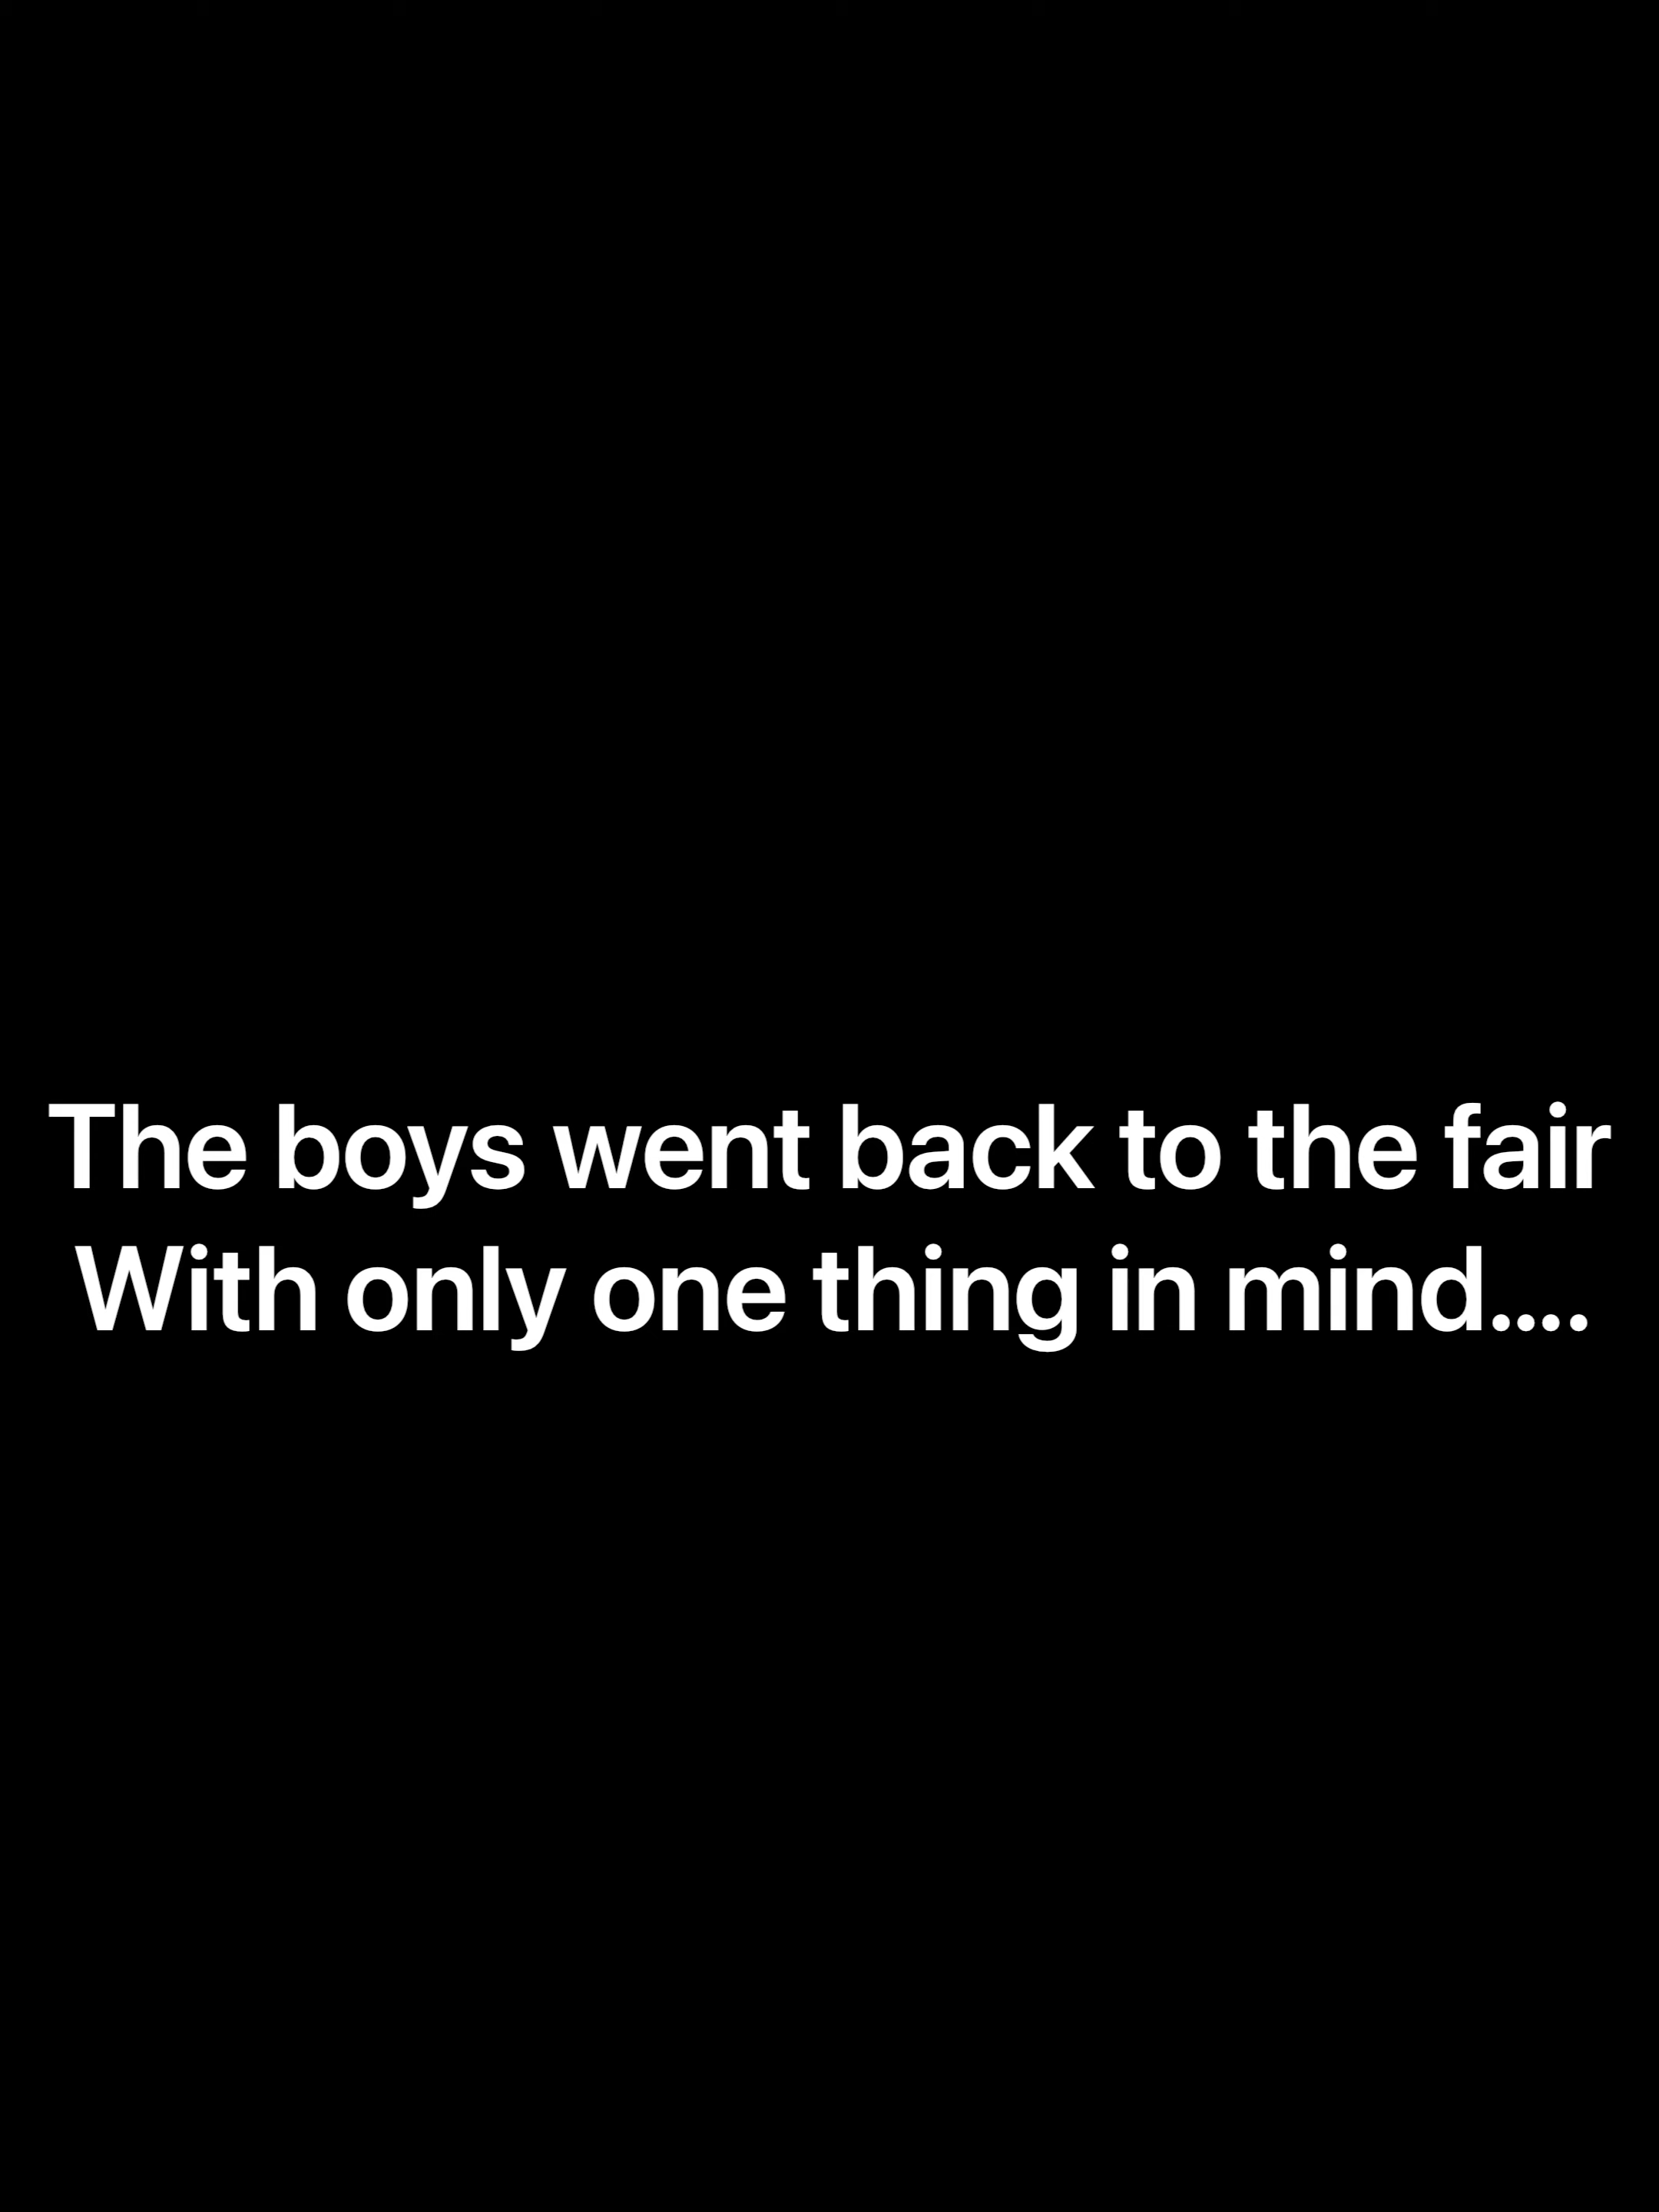 The boys went back to the fair
With only one thing in mind....